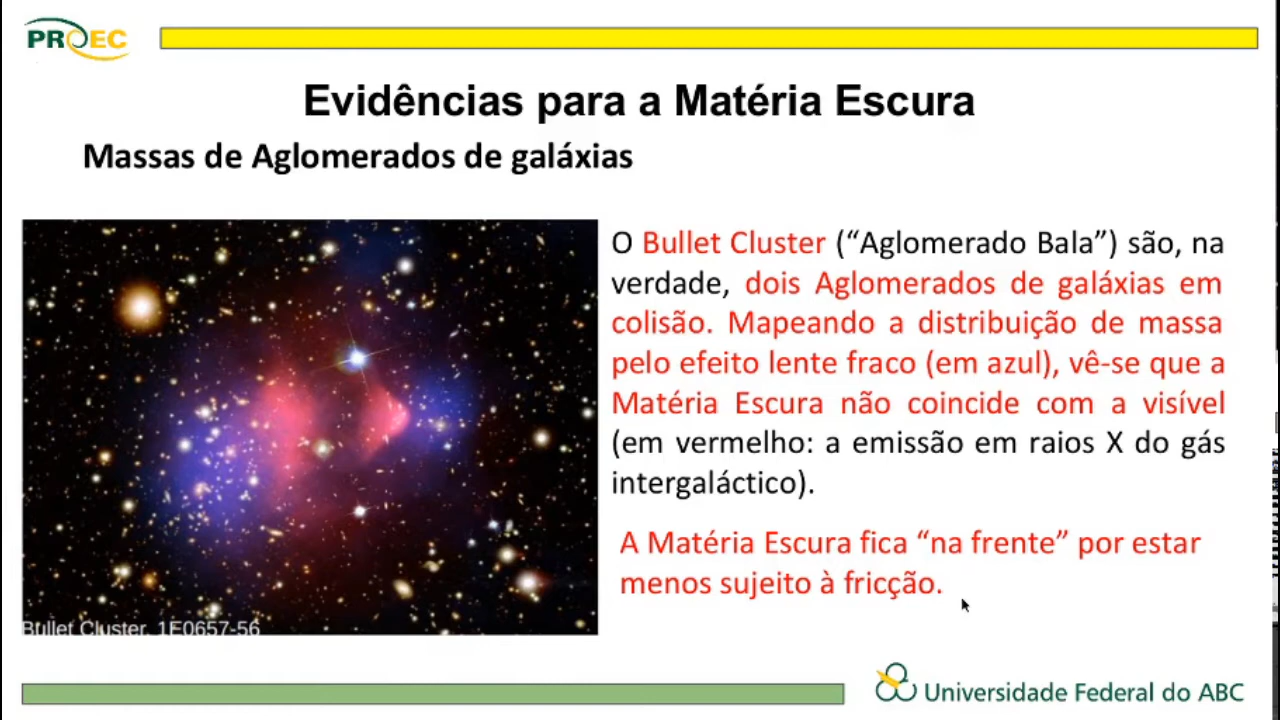 PROEC
Evidências para a Matéria Escura
Massas de Aglomerados de galáxias
O Bullet Cluster (“Aglomerado Bala”) são, na
verdade, dois Aglomerados de galáxias em
colisão. Mapeando a distribuição de massa
pelo efeito lente fraco (em azul), vê-se que a
Matéria Escura não coincide com a visível
(em vermelho: a emissão em raios X do gás
intergaláctico).
A Matéria Escura fica “na frente” por estar
menos sujeito à fricção.
Bullet Cluster, 1E0657-56
Universidade Federal do ABC